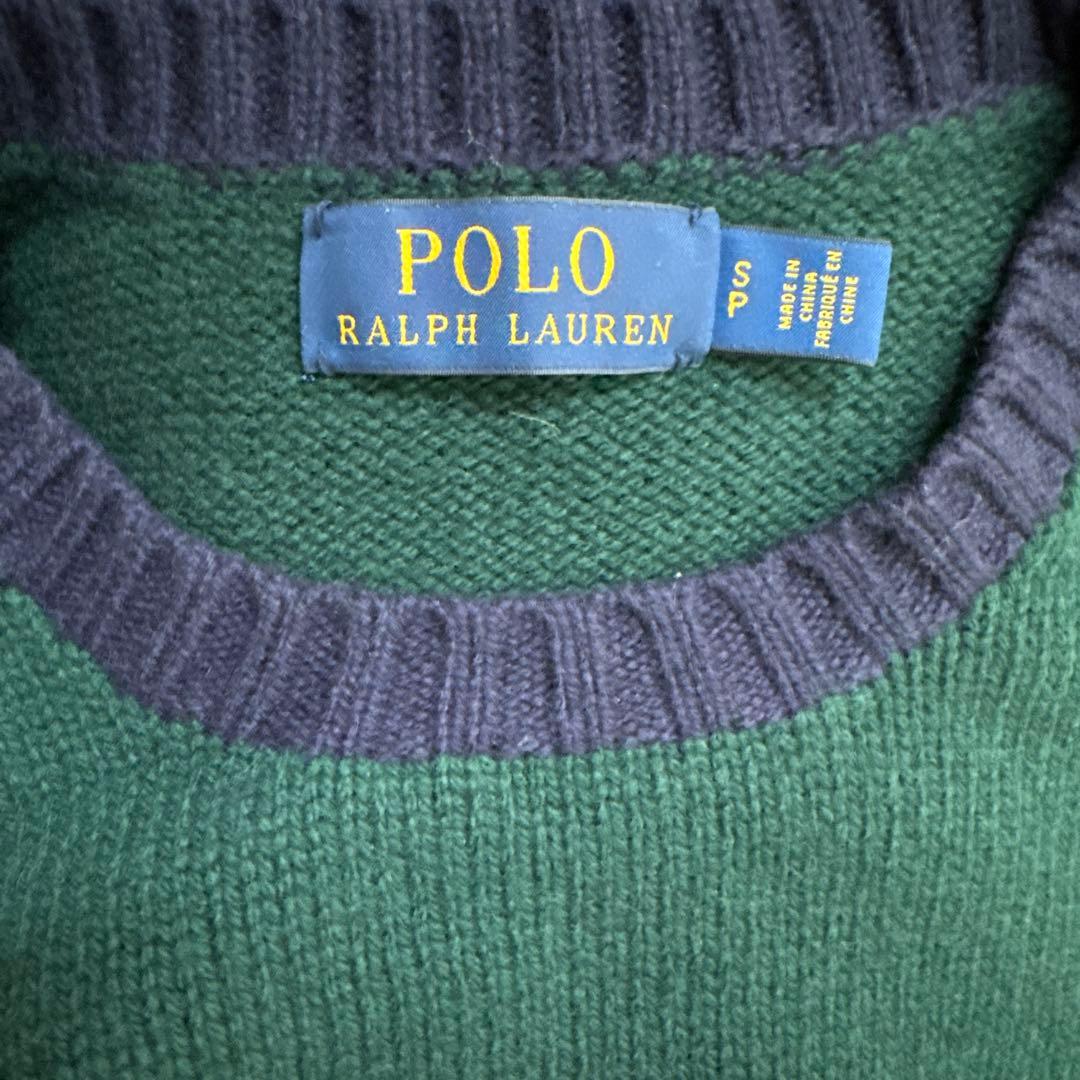 POLO
RALPH LAUREN
S
P
MADE IN
CHINA
FABRIQUÉ EN
CHINE